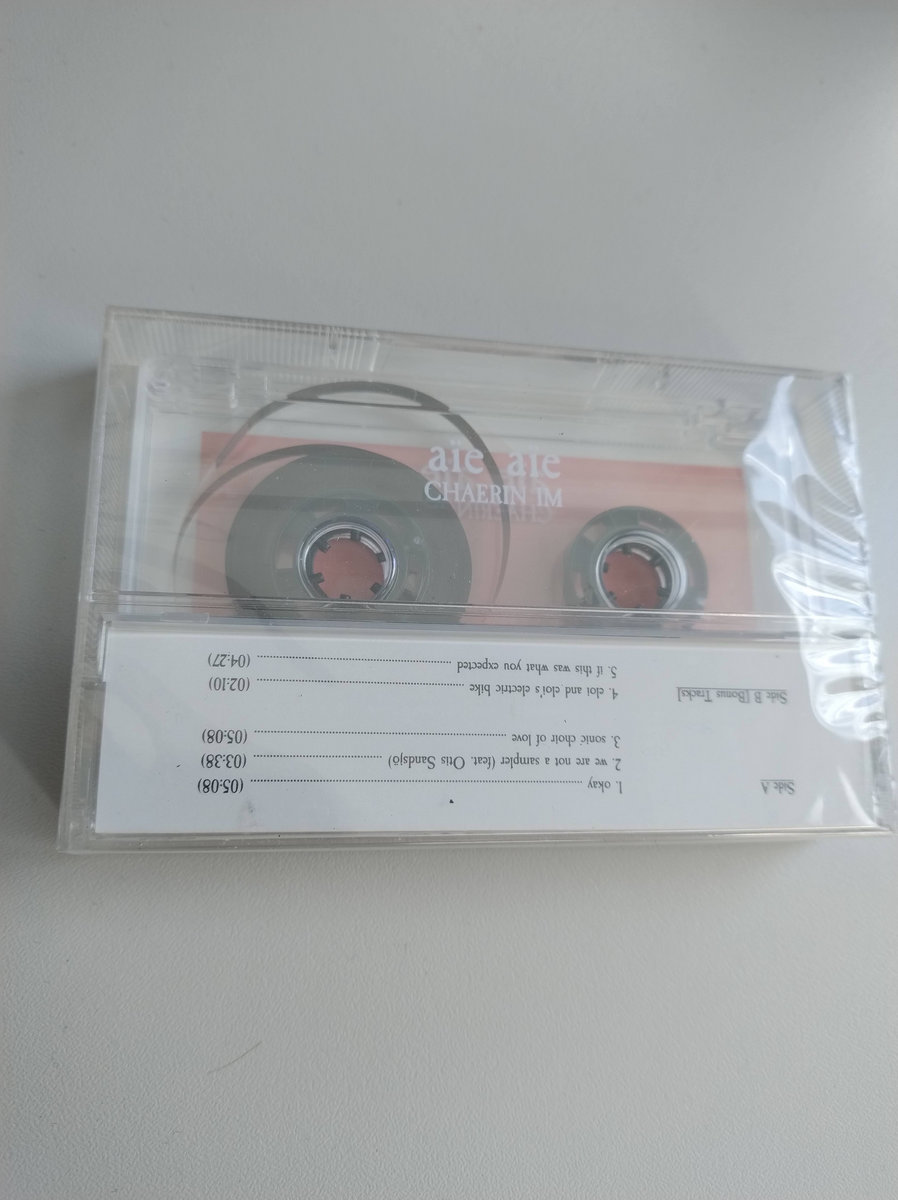 aïe aïe
CHAERIN IM
Side A
1. okay (05:08)
2. we are a not a sampler (feat. Otis Sandsjö) (03:38)
3. sonic choir of love (05:08)
Side B [Bonus Tracks]
4. eloi and eloi's electric bike (02:10)
5. if this was what you expected (04:27)